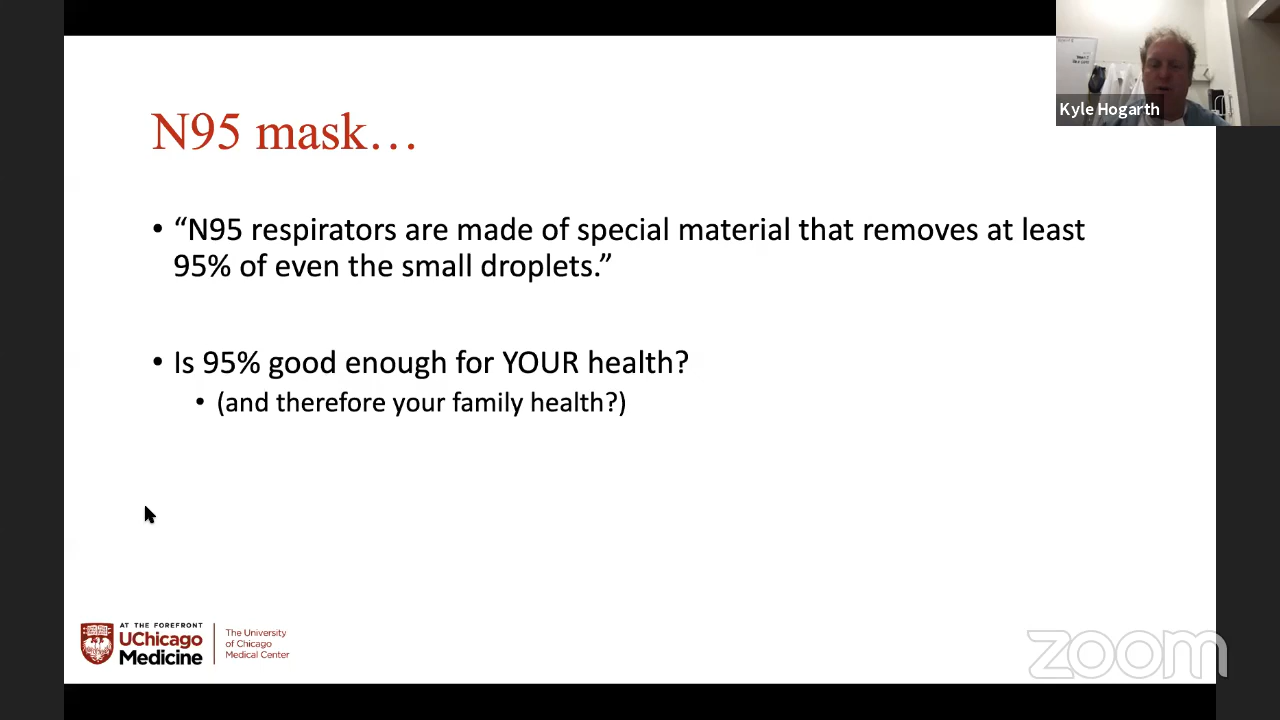 Kyle Hogarth
N95 mask…
• “N95 respirators are made of special material that removes at least
95% of even the small droplets.”
• Is 95% good enough for YOUR health?
• (and therefore your family health?)
AT THE FOREFRONT
UChicago
Medicine
The University
of Chicago
Medical Center
zoom